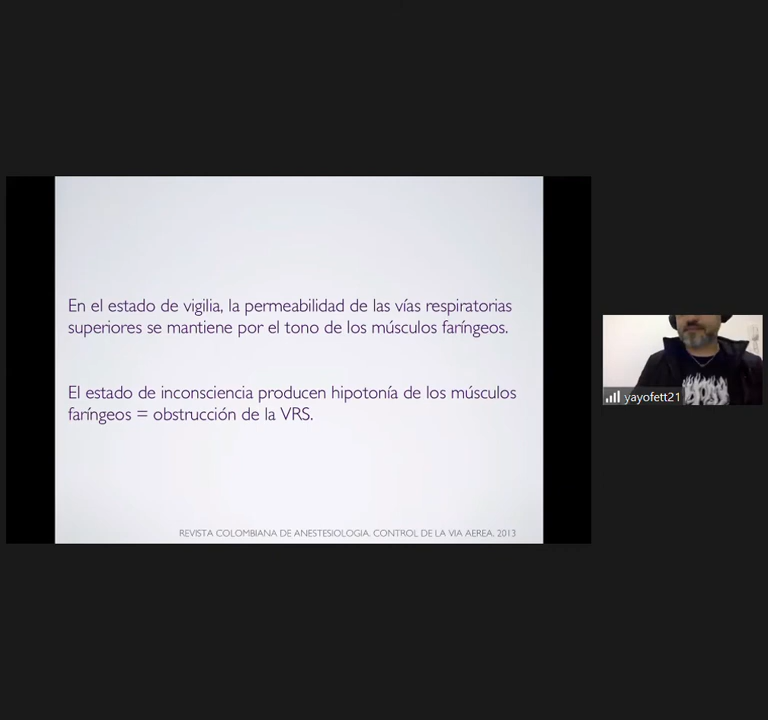 En el estado de vigilia, la permeabilidad de las vías respiratorias
superiores se mantiene por el tono de los músculos faríngeos.
El estado de inconsciencia producen hipotonía de los músculos
faríngeos = obstrucción de la VRS.
REVISTA COLOMBIANA DE ANESTESIOLOGIA. CONTROL DE LA VIA AEREA, 2013
yayofett21